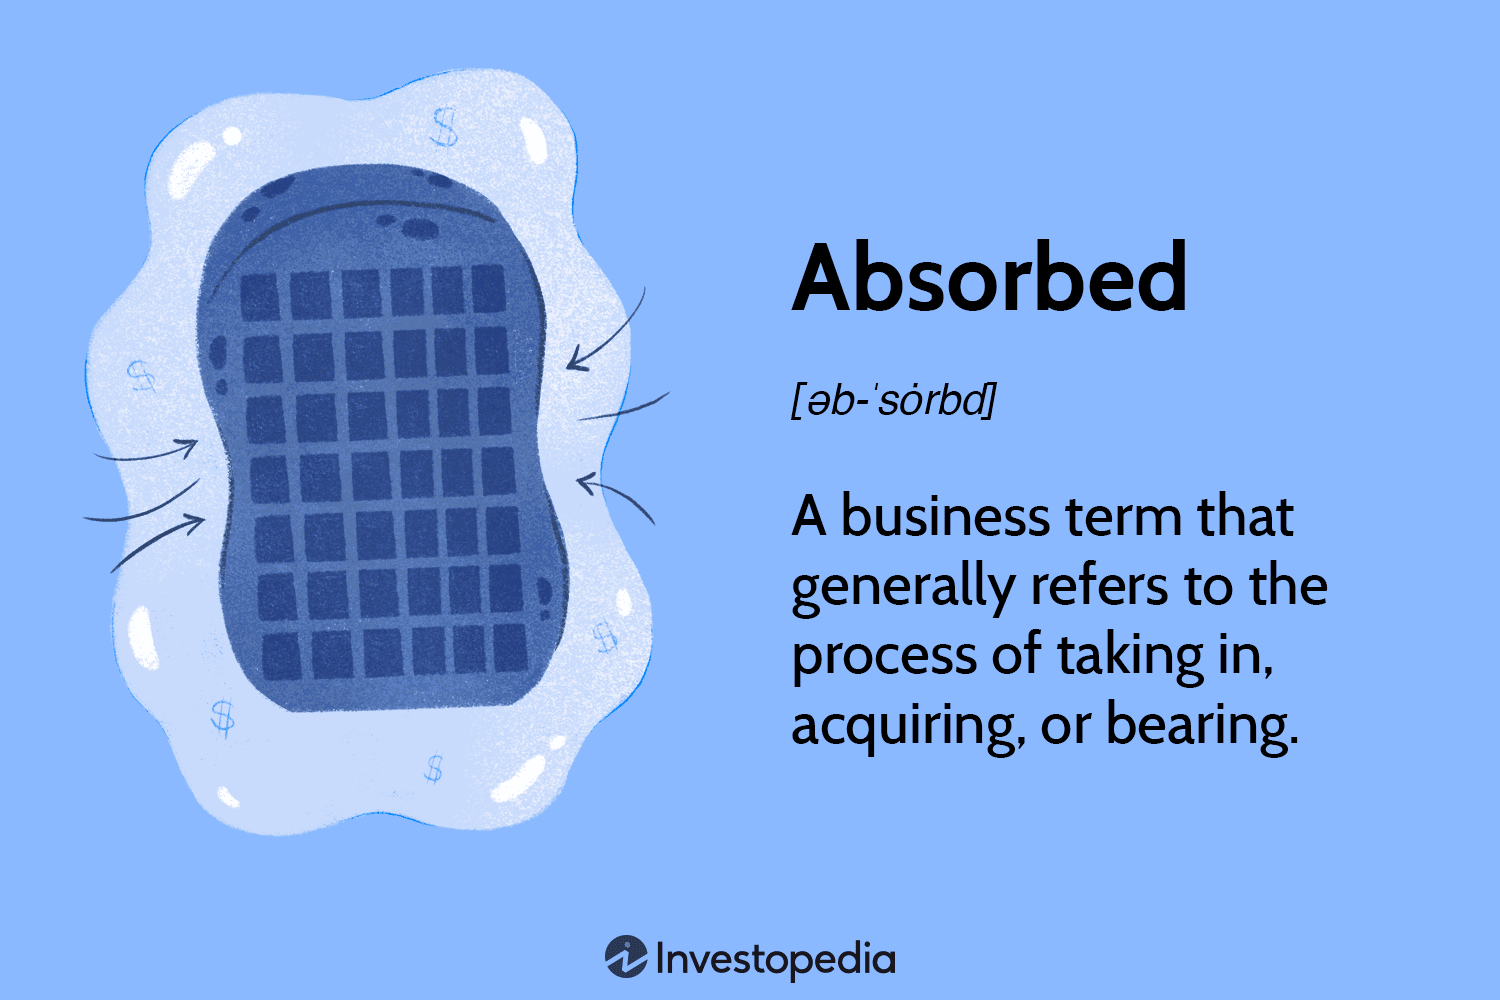 $
$
$
$
$
Absorbed
[əb-ˈsȯrbd]
A business term that
generally refers to the
process of taking in,
acquiring, or bearing.
Investopedia